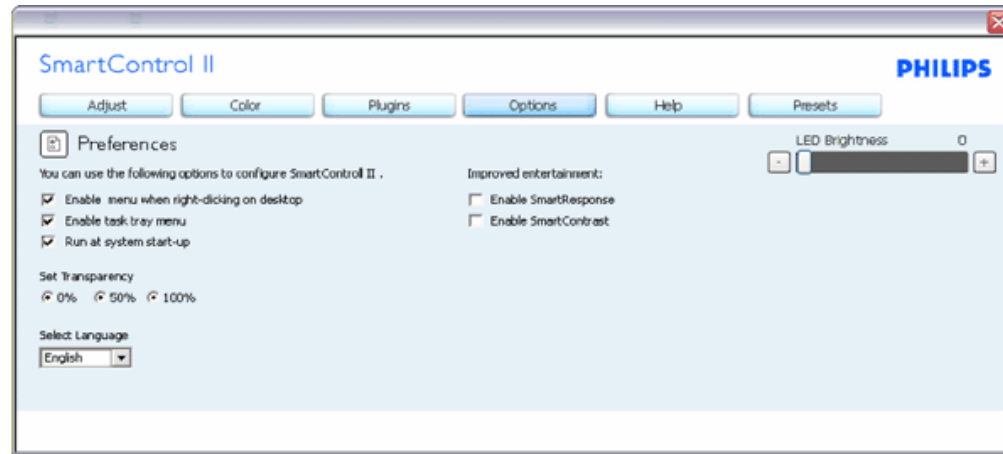 SmartControl II
PHILIPS
Adjust Color Plugins Options Help Presets
Preferences
LED Brightness 0
- +
You can use the following options to configure SmartControl II .
Improved entertainment:
Enable menu when right-clicking on desktop
Enable SmartResponse
Enable task tray menu
Enable SmartContrast
Run at system start-up
Set Transparency
0% 50% 100%
Select Language
English